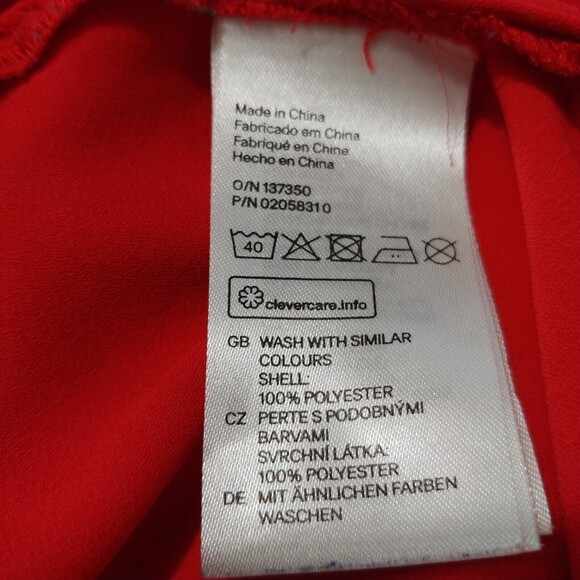 Made in China
Fabricado em China
Fabriqué en Chine
Hecho en China
O/N 137350
P/N 02058310
40
clevercare.info
GB WASH WITH SIMILAR
COLOURS
SHELL:
100% POLYESTER
CZ PERTE S PODOBNÝMI
BARVAMI
SVRCHNÍ LÁTKA:
100% POLYESTER
DE MIT ÄHNLICHEN FARBEN
WASCHEN